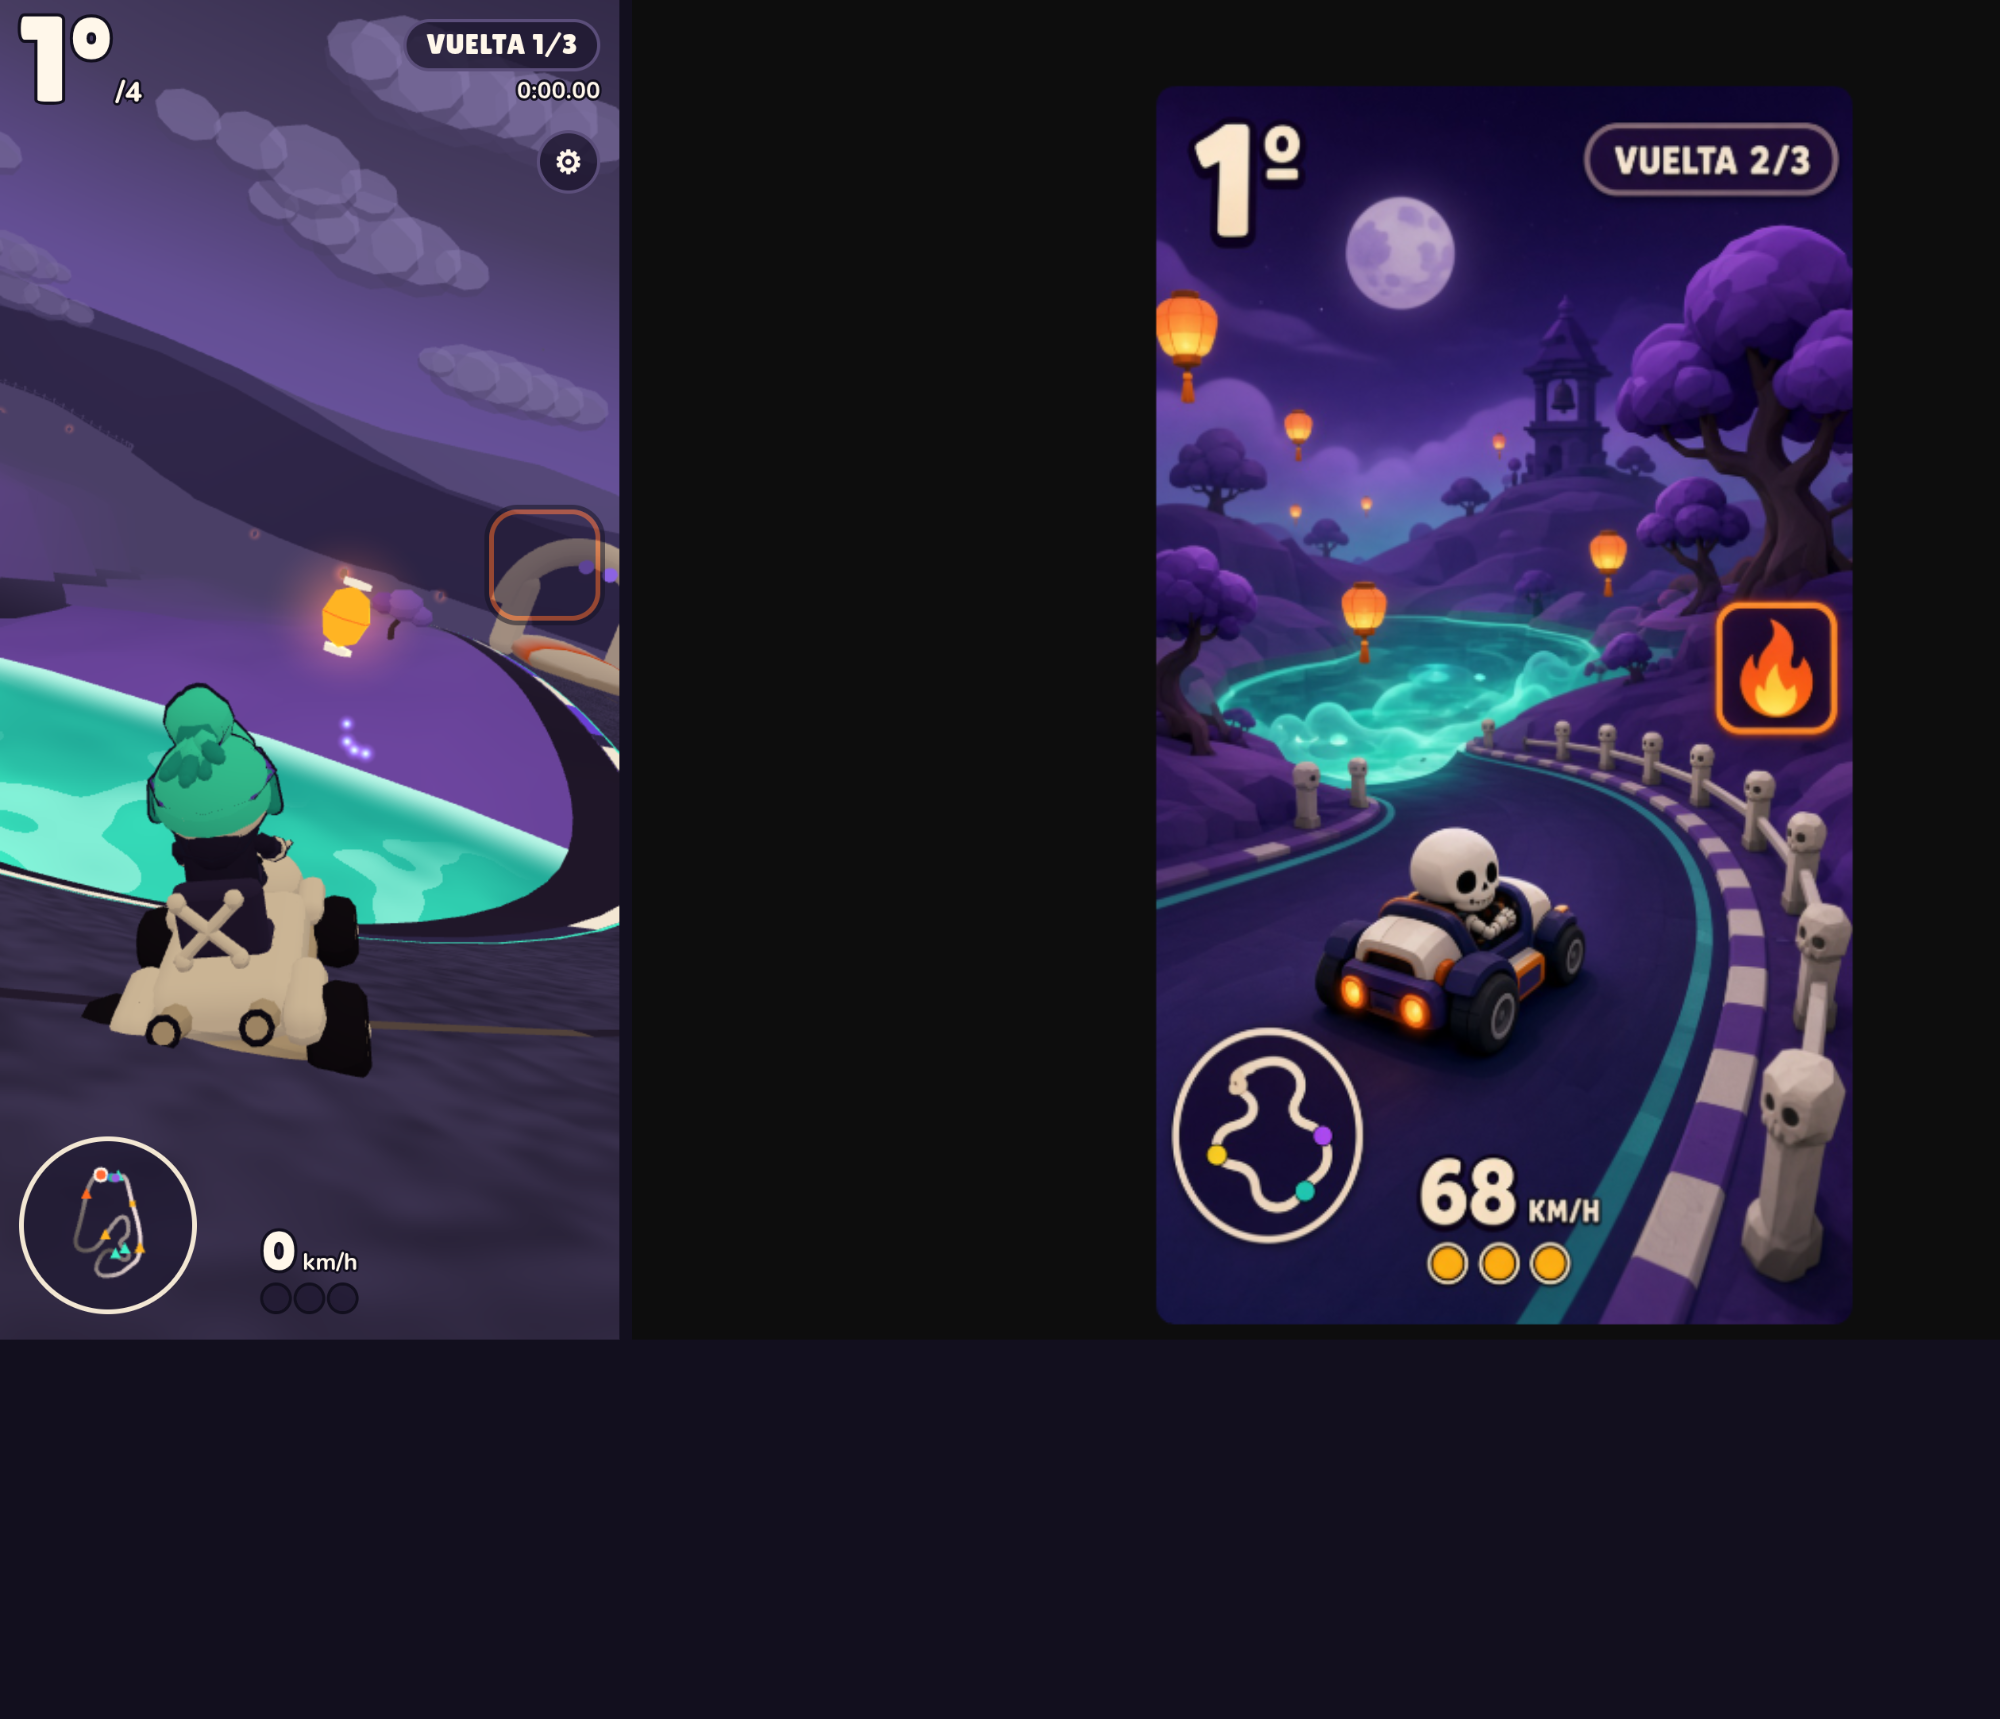 1º
/4
VUELTA 1/3
0:00.00
0 km/h
1º
VUELTA 2/3
68 KM/H